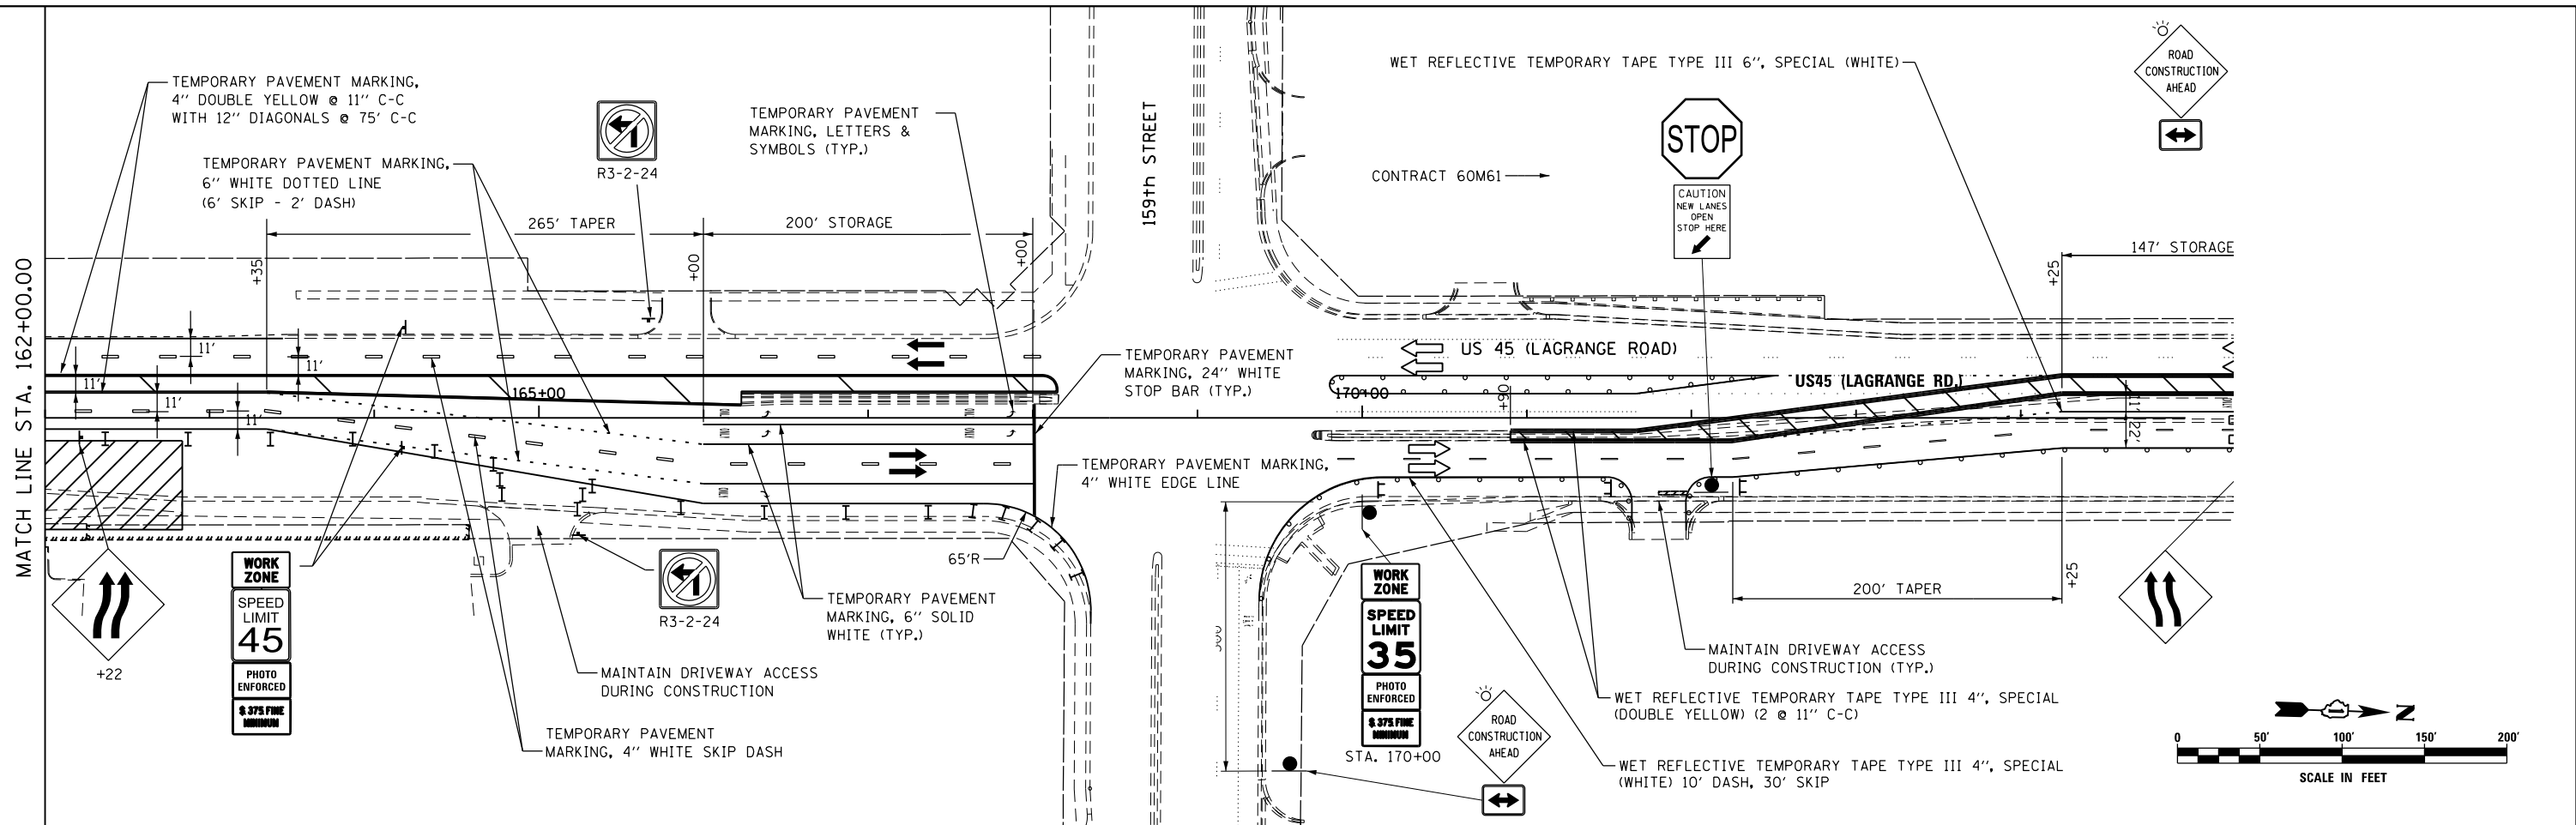 MATCH LINE STA. 162+00.00
TEMPORARY PAVEMENT MARKING,
4" DOUBLE YELLOW @ 11" C-C
WITH 12" DIAGONALS @ 75' C-C
TEMPORARY PAVEMENT MARKING,
6" WHITE DOTTED LINE
(6' SKIP - 2' DASH)
R3-2-24
TEMPORARY PAVEMENT
MARKING, LETTERS &
SYMBOLS (TYP.)
265' TAPER
200' STORAGE
+35
+00
+00
159th STREET
WET REFLECTIVE TEMPORARY TAPE TYPE III 6", SPECIAL (WHITE)
CONTRACT 60M61
STOP
CAUTION
NEW LANES
OPEN
STOP HERE
ROAD
CONSTRUCTION
AHEAD
147' STORAGE
+25
11'
11'
11'
11'
11'
165+00
ONLY
ONLY
ONLY
ONLY
ONLY
TEMPORARY PAVEMENT
MARKING, 24" WHITE
STOP BAR (TYP.)
US 45 (LAGRANGE ROAD)
US45 (LAGRANGE RD.)
170+00
+90
11'
22'
TEMPORARY PAVEMENT MARKING,
4" WHITE EDGE LINE
65'R
+22
WORK
ZONE
SPEED
LIMIT
45
PHOTO
ENFORCED
$ 375 FINE
MINIMUM
R3-2-24
MAINTAIN DRIVEWAY ACCESS
DURING CONSTRUCTION
TEMPORARY PAVEMENT
MARKING, 4" WHITE SKIP DASH
TEMPORARY PAVEMENT
MARKING, 6" SOLID
WHITE (TYP.)
WORK
ZONE
SPEED
LIMIT
35
PHOTO
ENFORCED
$ 375 FINE
MINIMUM
STA. 170+00
ROAD
CONSTRUCTION
AHEAD
200' TAPER
+25
MAINTAIN DRIVEWAY ACCESS
DURING CONSTRUCTION (TYP.)
WET REFLECTIVE TEMPORARY TAPE TYPE III 4", SPECIAL
(DOUBLE YELLOW) (2 @ 11" C-C)
WET REFLECTIVE TEMPORARY TAPE TYPE III 4", SPECIAL
(WHITE) 10' DASH, 30' SKIP
N
0 50' 100' 150' 200'
SCALE IN FEET